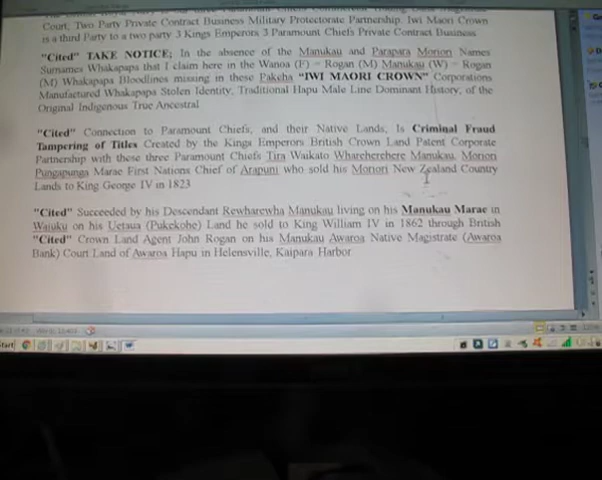 Court, Two Party Private Contract Business Military Protectorate Partnership. Iwi Maori Crown
is a third Party to a two party 3 Kings Emperors 3 Paramount Chiefs Private Contract Business
"Cited" TAKE NOTICE; In the absence of the Manukau and Parapara Morion Names
Surnames Whakapapa that I claim here in the Wanoa (F) = Rogan (M) Manukau (W) = Rogan
(M) Whakapapa Bloodlines missing in these Pakeha "IWI MAORI CROWN" Corporations
Manufactured Whakapapa Stolen Identity, Traditional Hapu Male Line Dominant History, of the
Original Indigenous True Ancestral
"Cited" Connection to Paramount Chiefs, and their Native Lands, Is Criminal Fraud
Tampering of Titles Created by the Kings Emperors British Crown Land Patent Corporate
Partnership with these three Paramount Chiefs Tira Waikato Whareherehere Manukau, Morion
Pungapunga Marae First Nations Chief of Arapuni who sold his Moriori New Zealand Country
Lands to King George IV in 1823
"Cited" Succeeded by his Descendant Rewharewha Manukau living on his Manukau Marae in
Waiuku on his Uetaua (Pukekohe) Land he sold to King William IV in 1862 through British
"Cited" Crown Land Agent John Rogan on his Manukau Awaroa Native Magistrate (Awaroa
Bank) Court Land of Awaroa Hapu in Helensville, Kaipara Harbor